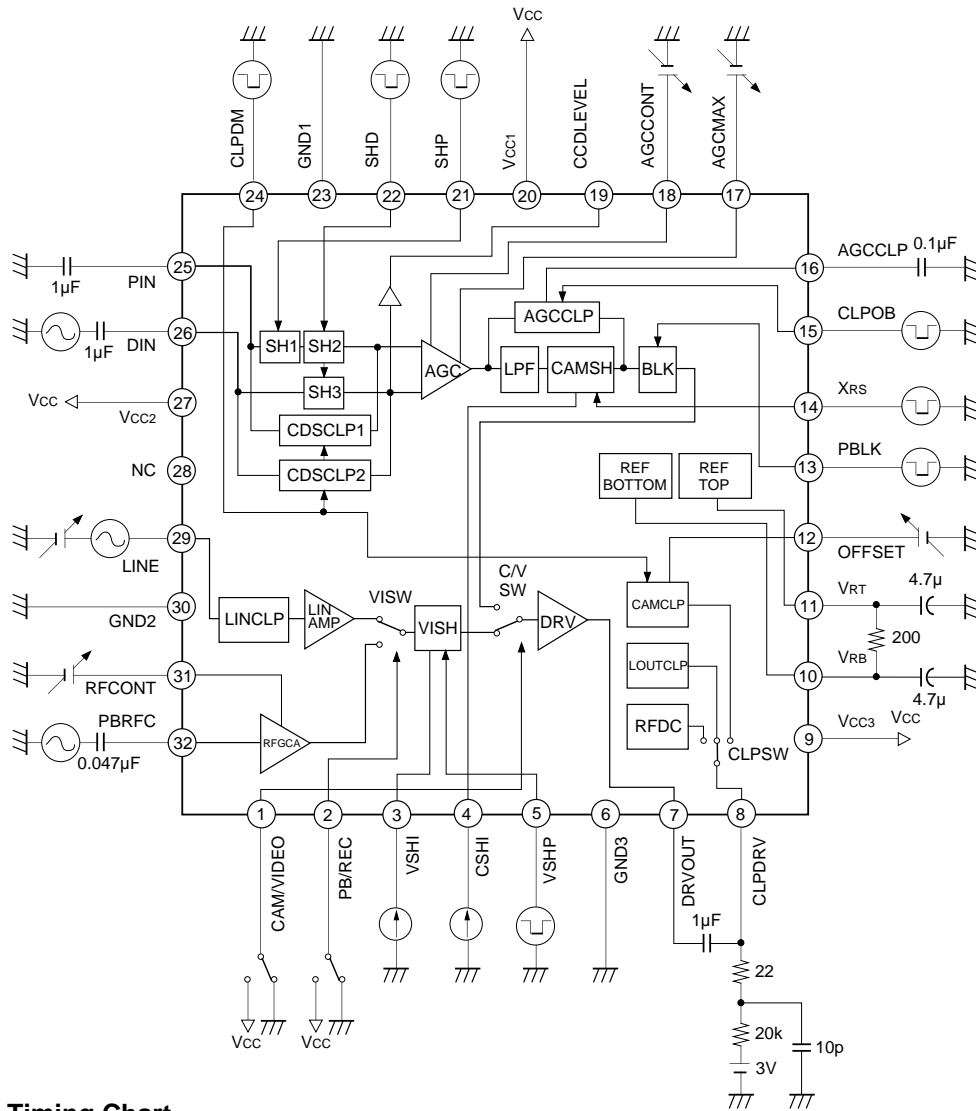 VCC
CLPDM
GND1
SHD
SHP
VCC1
CCDLEVEL
AGCCONT
AGCMAX
24
23
22
21
20
19
18
17
25
PIN
1µF
26
DIN
1µF
VCC
VCC2
27
NC
28
29
LINE
30
GND2
31
RFCONT
PBRFC
32
0.047µF
SH1
SH2
SH3
CDSCLP1
CDSCLP2
AGC
AGCCLP
LPF
CAMSH
BLK
REF
BOTTOM
REF
TOP
LINCLP
LIN
AMP
VISW
VISH
C/V
SW
DRV
CAMCLP
LOUTCLP
RFDC
CLPSW
RFGCA
16
AGCCLP
0.1µF
15
CLPOB
14
XRS
13
PBLK
12
OFFSET
11
VRT
4.7µ
200
10
VRB
4.7µ
9
VCC3
VCC
1
2
3
4
5
6
7
8
CAM/VIDEO
PB/REC
VSHI
CSHI
VSHP
GND3
DRVOUT
CLPDRV
1µF
22
20k
10p
3V
VCC
VCC
Timing Chart